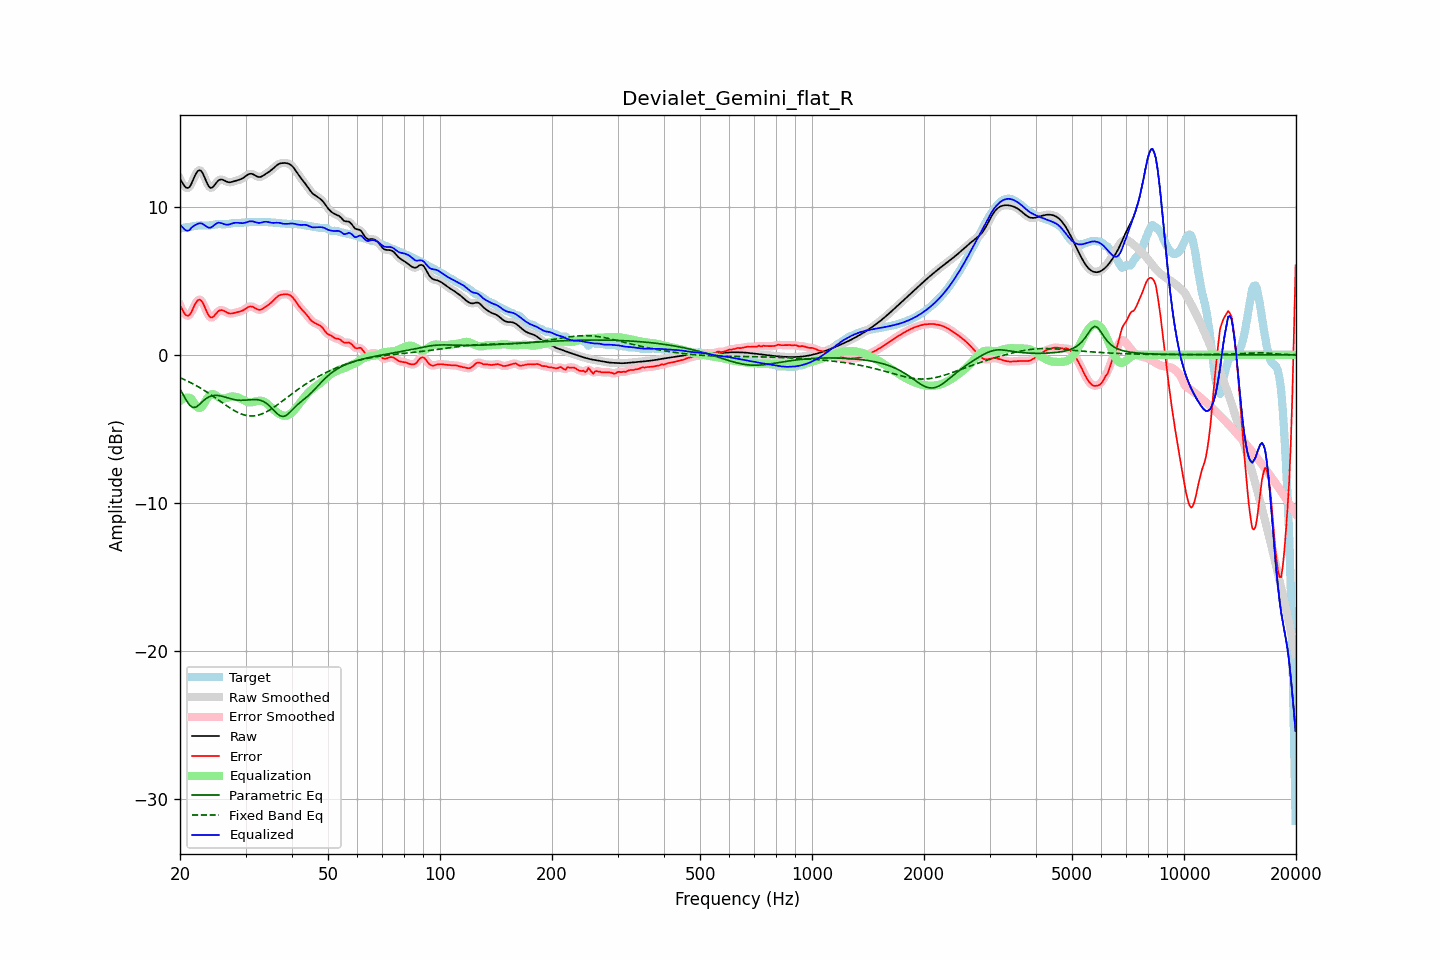 Devialet_Gemini_flat_R
Amplitude (dBr)
10
0
−10
−20
−30
Target
Raw Smoothed
Error Smoothed
Raw
Error
Equalization
Parametric Eq
Fixed Band Eq
Equalized
20
50
100
200
500
1000
2000
5000
10000
20000
Frequency (Hz)